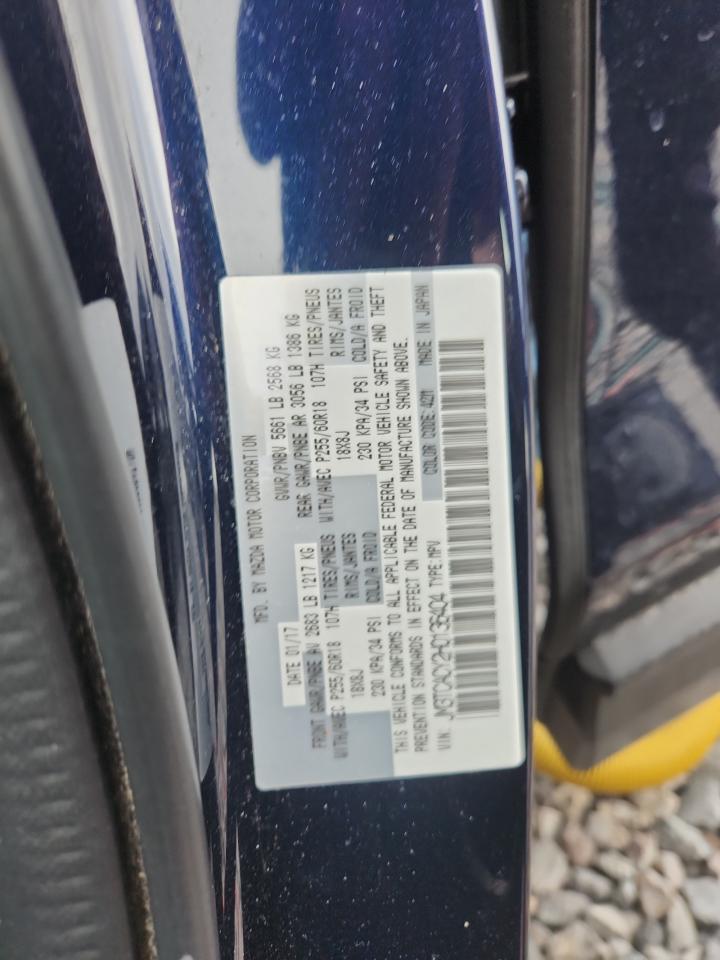 MFD. BY MAZDA MOTOR CORPORATION
DATE 01/17 GVWR/PNBV 5661 LB 2568 KG
FRONT GAWR/PNBE AV 2683 LB 1217 KG REAR GAWR/PNBE AR 3056 LB 1386 KG
WITH/AVEC P255/60R18 107H TIRES/PNEUS WITH/AVEC P255/60R18 107H TIRES/PNEUS
18X8J RIMS/JANTES 18X8J RIMS/JANTES
230 KPA/34 PSI COLD/A FROID 230 KPA/34 PSI COLD/A FROID
THIS VEHICLE CONFORMS TO ALL APPLICABLE FEDERAL MOTOR VEHICLE SAFETY AND THEFT
PREVENTION STANDARDS IN EFFECT ON THE DATE OF MANUFACTURE SHOWN ABOVE.
VIN: JM3TCACY2H0136404 TYPE:MPV COLOR CODE:42M MADE IN JAPAN